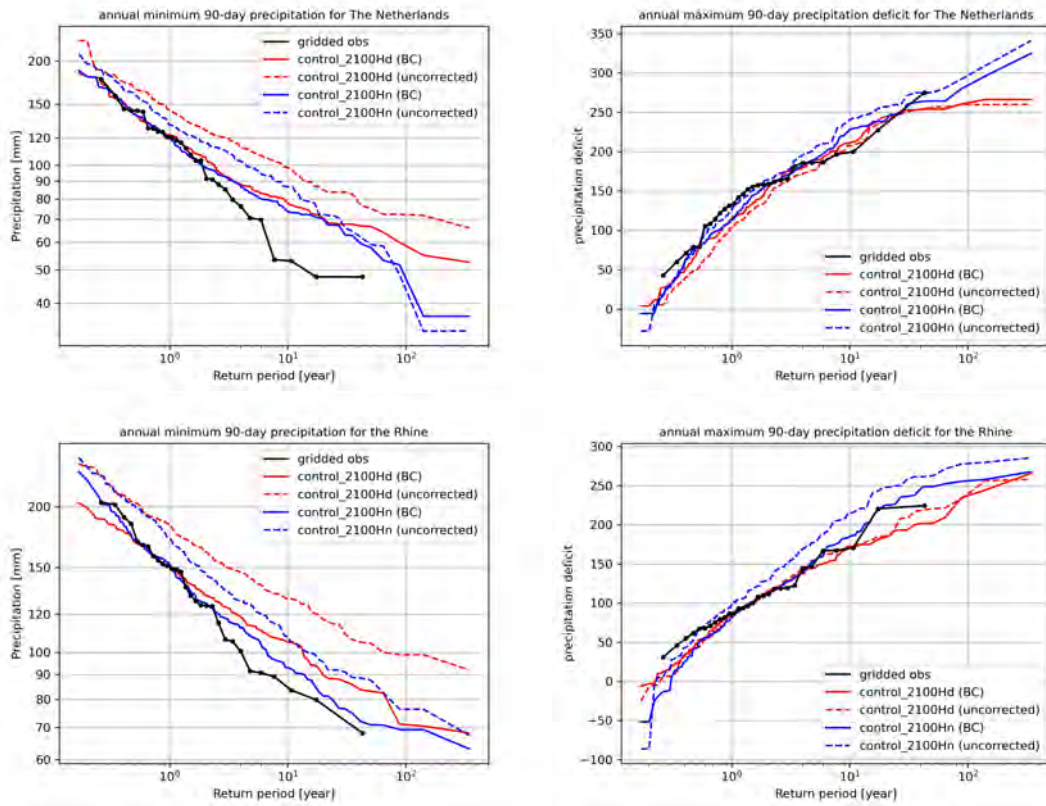 annual minimum 90-day precipitation for The Netherlands
Precipitation [mm]
200
150
120
100
90
80
70
60
50
40
10⁰
10¹
10²
Return period [year]
gridded obs
control_2100Hd (BC)
control_2100Hd (uncorrected)
control_2100Hn (BC)
control_2100Hn (uncorrected)
annual maximum 90-day precipitation deficit for The Netherlands
precipitation deficit
350
300
250
200
150
100
50
0
10⁰
10¹
10²
Return period [year]
gridded obs
control_2100Hd (BC)
control_2100Hd (uncorrected)
control_2100Hn (BC)
control_2100Hn (uncorrected)
annual minimum 90-day precipitation for the Rhine
Precipitation [mm]
200
150
120
100
90
80
70
60
10⁰
10¹
10²
Return period [year]
gridded obs
control_2100Hd (BC)
control_2100Hd (uncorrected)
control_2100Hn (BC)
control_2100Hn (uncorrected)
annual maximum 90-day precipitation deficit for the Rhine
precipitation deficit
300
250
200
150
100
50
0
−50
−100
10⁰
10¹
10²
Return period [year]
gridded obs
control_2100Hd (BC)
control_2100Hd (uncorrected)
control_2100Hn (BC)
control_2100Hn (uncorrected)